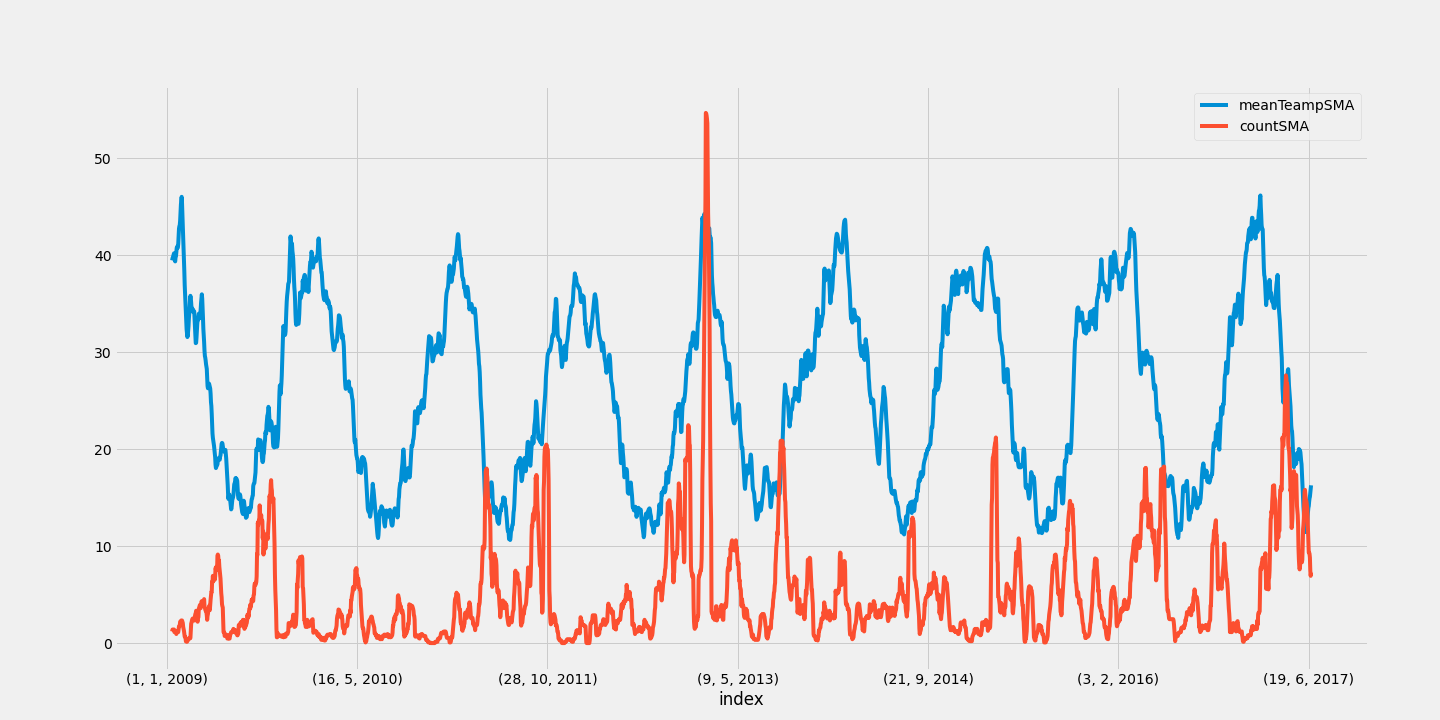 meanTeampSMA
countSMA
50
40
30
20
10
0
(1, 1, 2009) (16, 5, 2010) (28, 10, 2011) (9, 5, 2013) (21, 9, 2014) (3, 2, 2016) (19, 6, 2017)
index